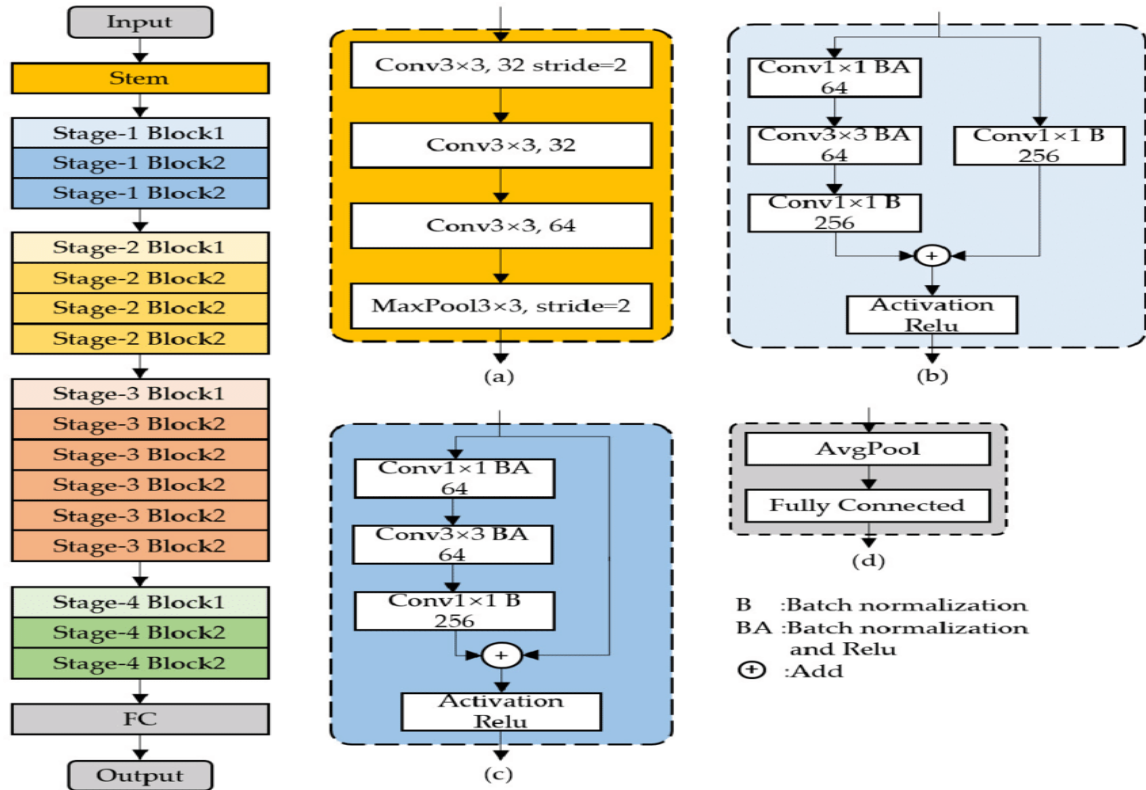 Input
Stem
Stage-1 Block1
Stage-1 Block2
Stage-1 Block2
Stage-2 Block1
Stage-2 Block2
Stage-2 Block2
Stage-2 Block2
Stage-3 Block1
Stage-3 Block2
Stage-3 Block2
Stage-3 Block2
Stage-3 Block2
Stage-3 Block2
Stage-4 Block1
Stage-4 Block2
Stage-4 Block2
FC
Output
Conv3×3, 32 stride=2
Conv3×3, 32
Conv3×3, 64
MaxPool3×3, stride=2
(a)
Conv1×1 BA
64
Conv3×3 BA
64
Conv1×1 B
256
Conv1×1 B
256
+
Activation
Relu
(b)
Conv1×1 BA
64
Conv3×3 BA
64
Conv1×1 B
256
+
Activation
Relu
(c)
AvgPool
Fully Connected
(d)
B :Batch normalization
BA :Batch normalization
and Relu
⊕ :Add